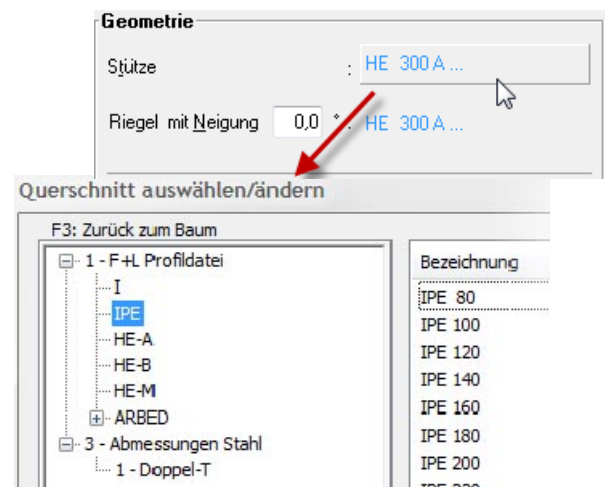 Geometrie
Stütze : HE 300 A ...
Riegel mit Neigung 0,0 ° : HE 300 A ...
Querschnitt auswählen/ändern
F3: Zurück zum Baum
1 - F+L Profildatei
I
IPE
HE-A
HE-B
HE-M
ARBED
3 - Abmessungen Stahl
1 - Doppel-T
Bezeichnung
IPE 80
IPE 100
IPE 120
IPE 140
IPE 160
IPE 180
IPE 200